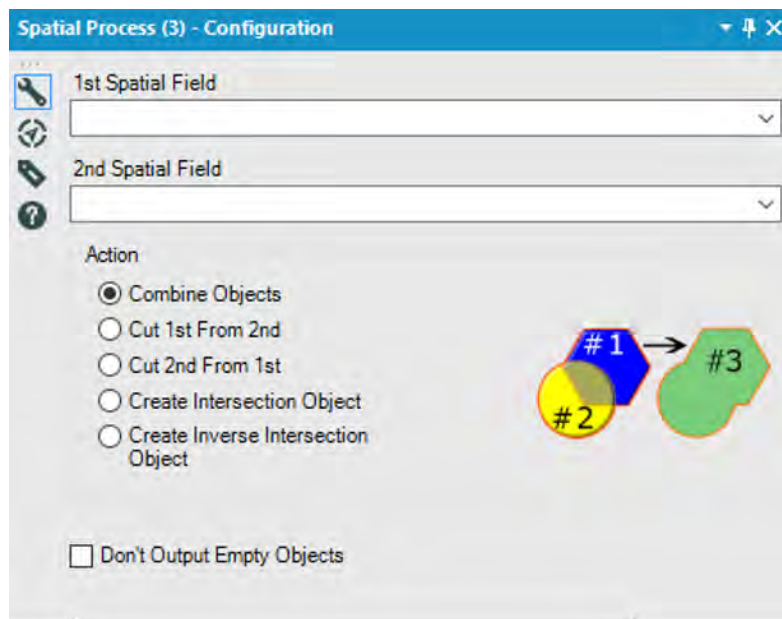 Spatial Process (3) - Configuration
1st Spatial Field
2nd Spatial Field
Action
Combine Objects
Cut 1st From 2nd
Cut 2nd From 1st
Create Intersection Object
Create Inverse Intersection
Object
#1
#2
#3
Don't Output Empty Objects